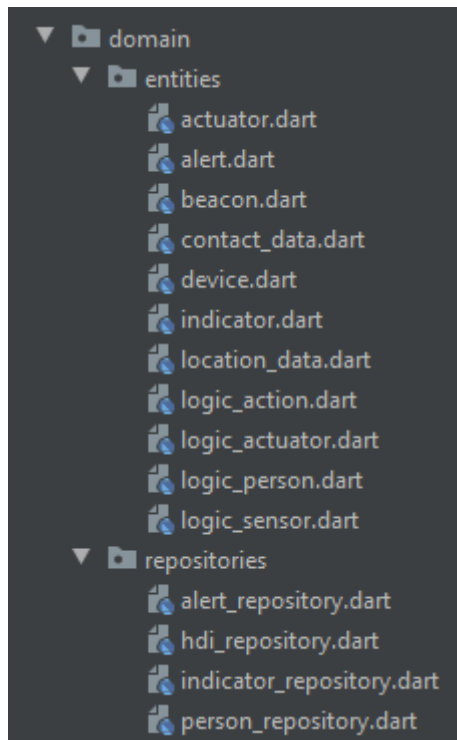 domain
entities
actuator.dart
alert.dart
beacon.dart
contact_data.dart
device.dart
indicator.dart
location_data.dart
logic_action.dart
logic_actuator.dart
logic_person.dart
logic_sensor.dart
repositories
alert_repository.dart
hdi_repository.dart
indicator_repository.dart
person_repository.dart